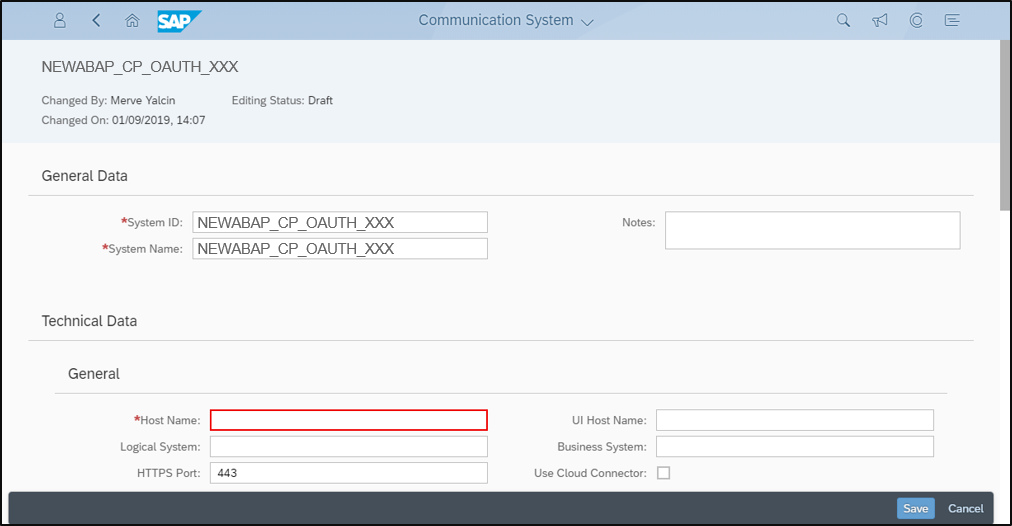 SAP Communication System
NEWABAP_CP_OAUTH_XXX
Changed By: Merve Yalcin Editing Status: Draft
Changed On: 01/09/2019, 14:07
General Data
*System ID: NEWABAP_CP_OAUTH_XXX Notes:
*System Name: NEWABAP_CP_OAUTH_XXX
Technical Data
General
*Host Name: UI Host Name:
Logical System: Business System:
HTTPS Port: 443 Use Cloud Connector:
Save Cancel